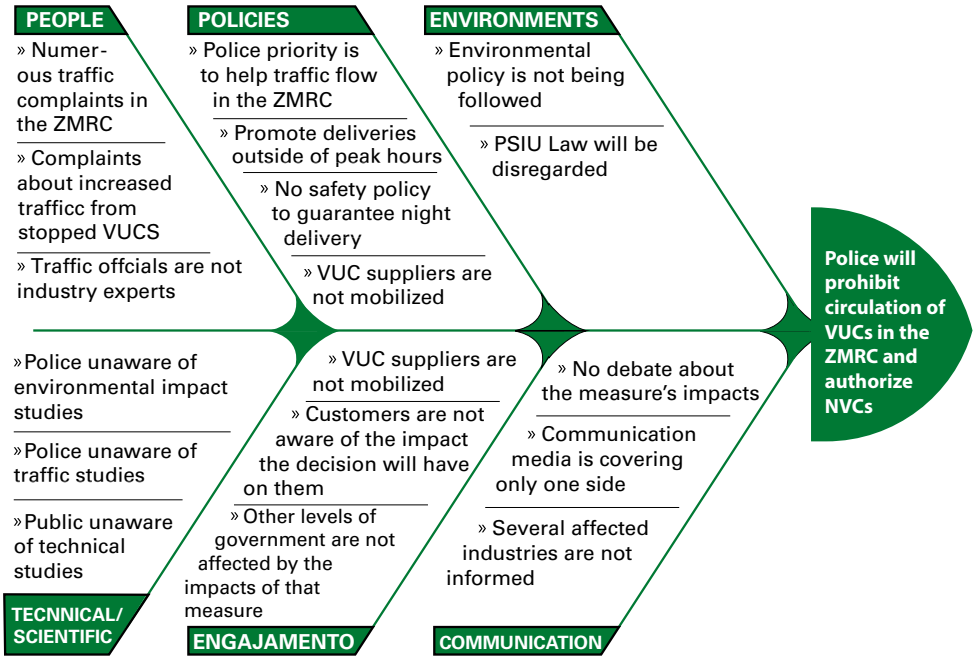 PEOPLE
» Numer-
ous traffic
complaints in
the ZMRC
» Complaints
about increased
trafficc from
stopped VUCS
» Traffic offcials are not
industry experts
POLICIES
» Police priority is
to help traffic flow
in the ZMRC
» Promote deliveries
outside of peak hours
» No safety policy
to guarantee night
delivery
» VUC suppliers are
not mobilized
ENVIRONMENTS
» Environmental
policy is not being
followed
» PSIU Law will be
disregarded
Police will
prohibit
circulation of
VUCs in the
ZMRC and
authorize
NVCs
»Police unaware of
environmental impact
studies
»Police unaware of
traffic studies
»Public unaware
of technical
studies
TECNNICAL/
SCIENTIFIC
» VUC suppliers are
not mobilized
» Customers are not
aware of the impact
the decision will have
on them
» Other levels of
government are not
affected by the
impacts of that
measure
ENGAJAMENTO
» No debate about
the measure's impacts
» Communication
media is covering
only one side
» Several affected
industries are not
informed
COMMUNICATION